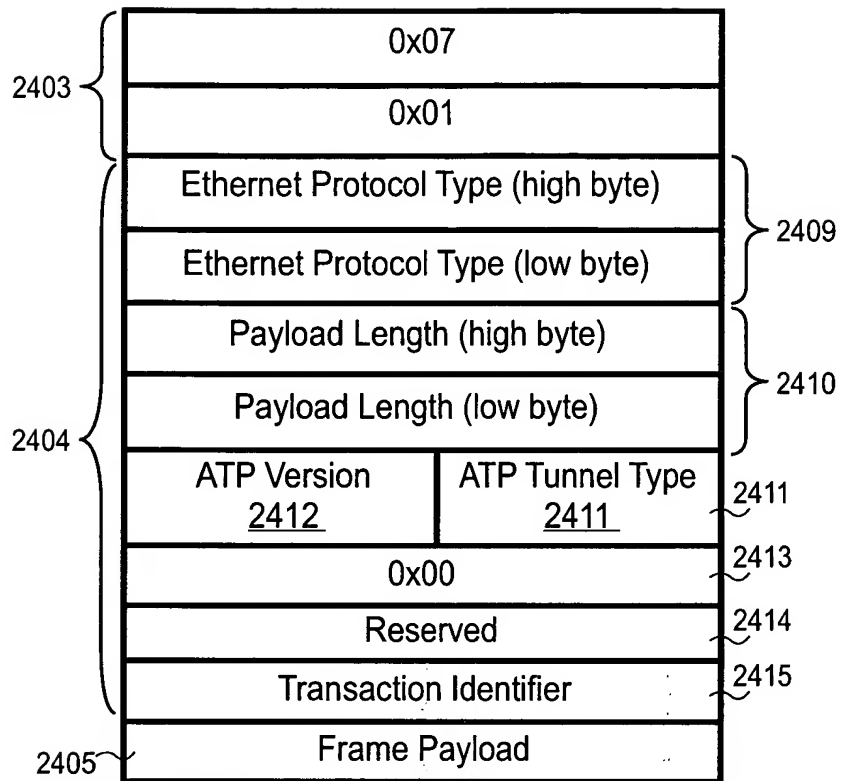 0x07
2403
0x01
Ethernet Protocol Type (high byte)
2409
Ethernet Protocol Type (low byte)
Payload Length (high byte)
2410
Payload Length (low byte)
2404
ATP Version
2412
ATP Tunnel Type
2411
2411
0x00
2413
Reserved
2414
Transaction Identifier
2415
Frame Payload
2405